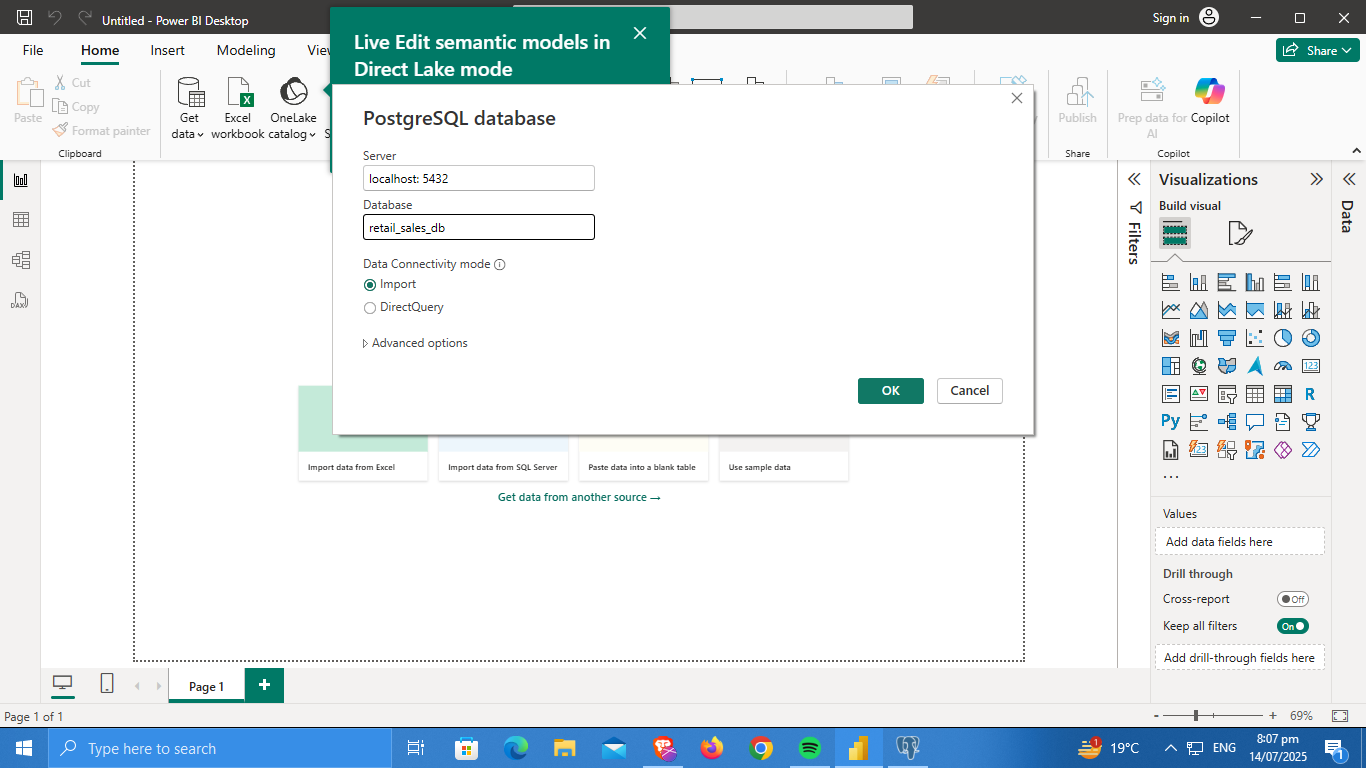 Untitled - Power BI Desktop
Sign in
File
Home
Insert
Modeling
Share
Live Edit semantic models in
Direct Lake mode
Paste
Cut
Copy
Format painter
Clipboard
Get
data
Excel
workbook
OneLake
catalog
Publish
Share
Prep data for
AI
Copilot
Copilot
PostgreSQL database
Server
localhost: 5432
Database
retail_sales_db
Data Connectivity mode
Import
DirectQuery
Advanced options
OK
Cancel
Import data from Excel
Import data from SQL Server
Paste data into a blank table
Use sample data
Get data from another source →
Filters
Visualizations
Build visual
Data
DAX
123
R
Py
123
...
Values
Add data fields here
Drill through
Cross-report
Off
Keep all filters
On
Add drill-through fields here
Page 1
+
Page 1 of 1
- + 69%
Type here to search
1
19°C
ENG
8:07 pm
14/07/2025
1